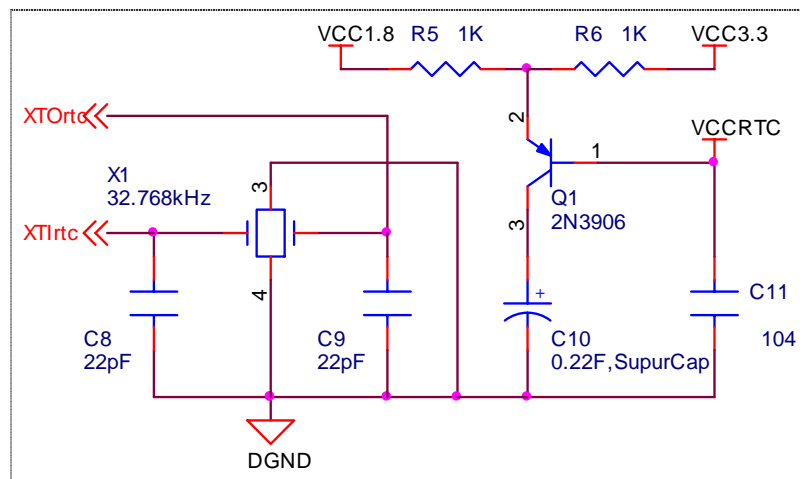 VCC1.8 R5 1K R6 1K VCC3.3
XTOrtc
2
VCCRTC
1
X1
32.768kHz
3
Q1
2N3906
XTIrtc
3
4
+
C11
C8
22pF
C9
22pF
C10
0.22F,SupurCap
104
DGND